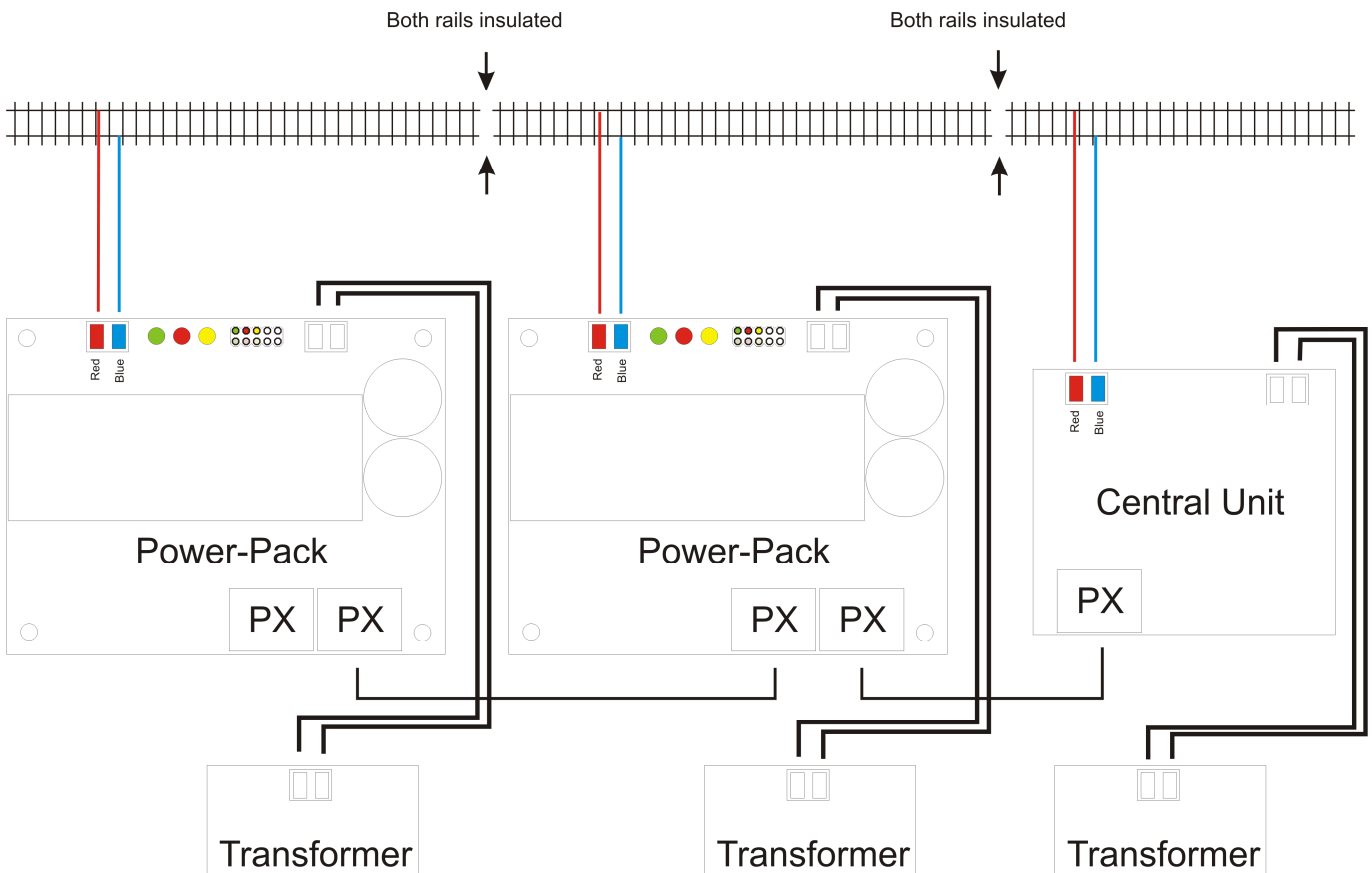 Both rails insulated
Both rails insulated
Red
Blue
Red
Blue
Red
Blue
Power-Pack
Power-Pack
Central Unit
PX
PX
PX
PX
PX
Transformer
Transformer
Transformer